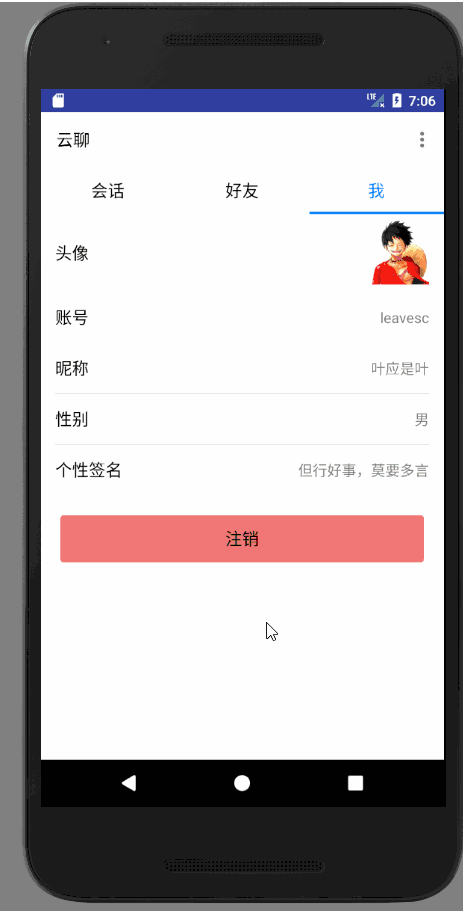 LTE 7:06
云聊
会话 好友 我
头像
账号 leavesc
昵称 叶应是叶
性别 男
个性签名 但行好事，莫要多言
注销